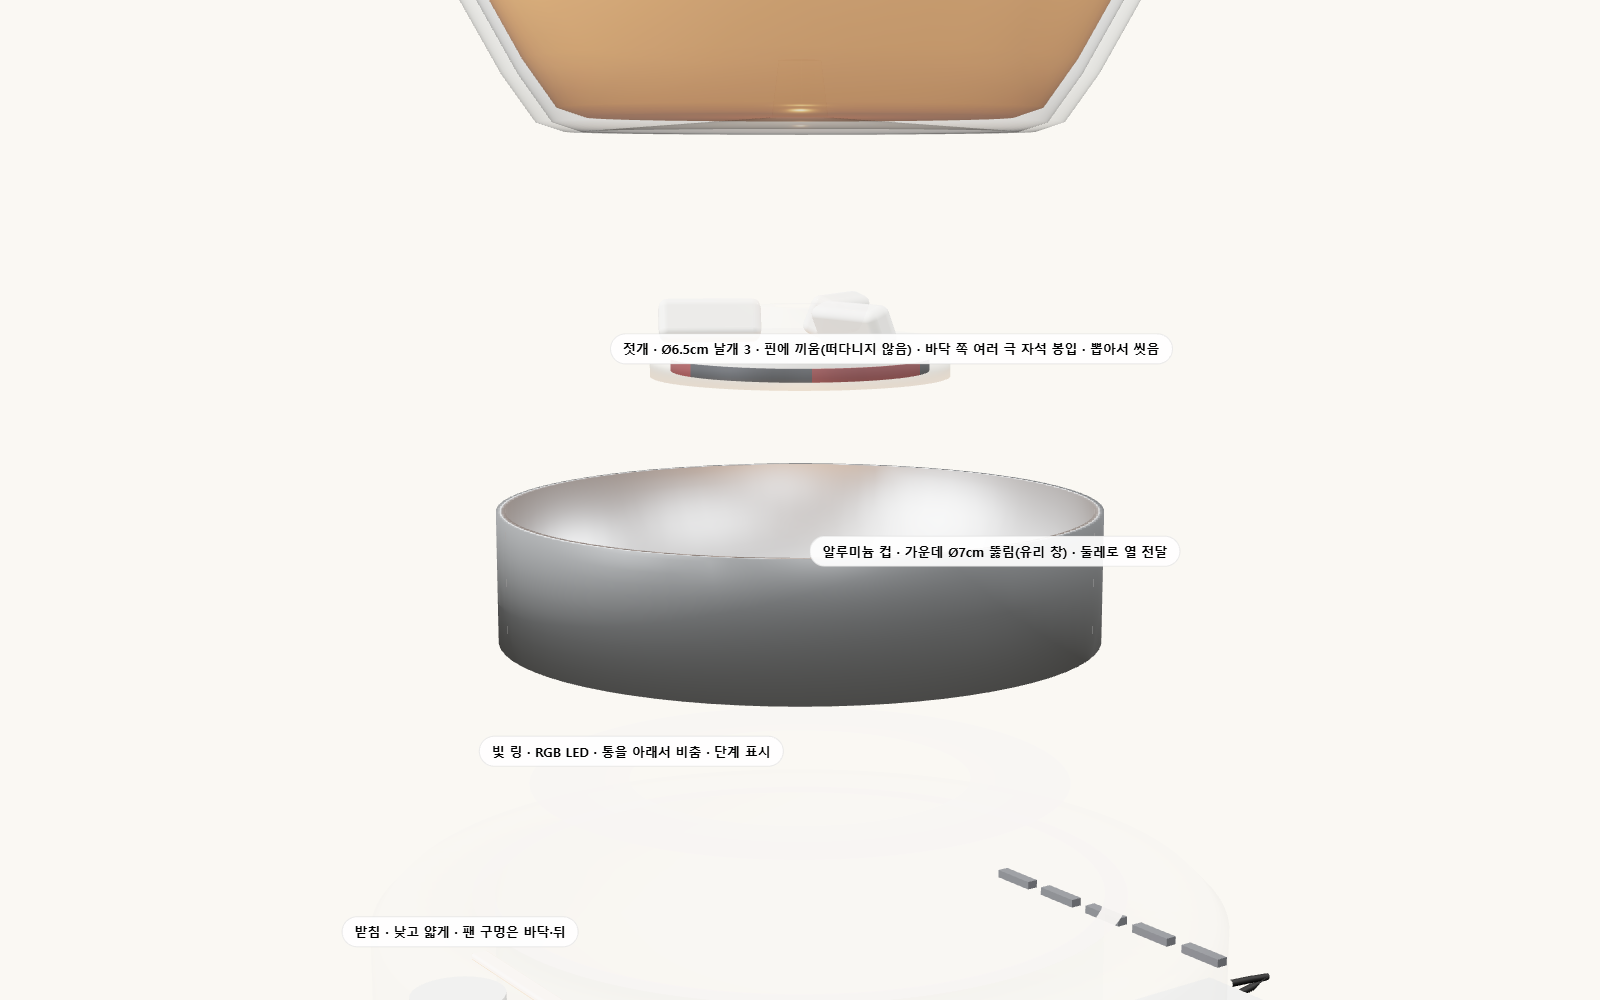 젓개 · Ø6.5cm 날개 3 · 핀에 끼움(떠다니지 않음) · 바닥 쪽 여러 극 자석 봉입 · 뽑아서 씻음
알루미늄 컵 · 가운데 Ø7cm 뚫림(유리 창) · 둘레로 열 전달
빛 링 · RGB LED · 통을 아래서 비춤 · 단계 표시
받침 · 낮고 얇게 · 팬 구멍은 바닥·뒤